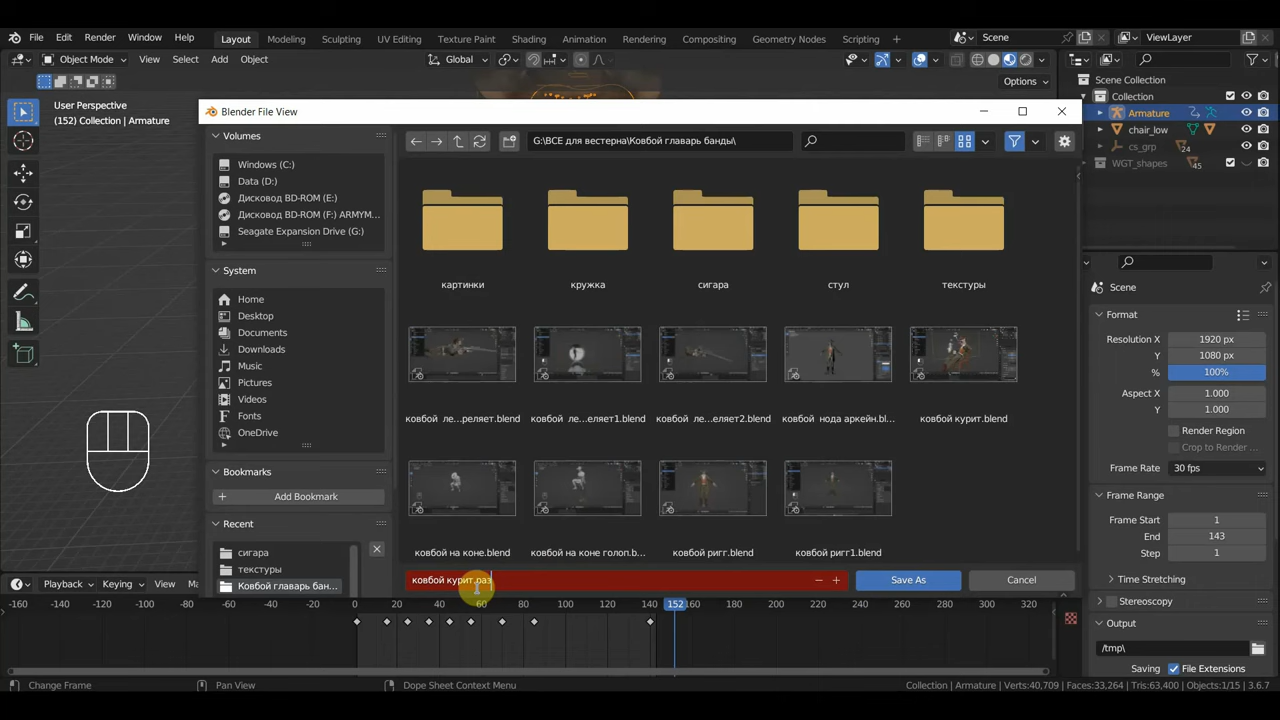 File Edit Render Window Help Layout Modeling Sculpting UV Editing Texture Paint Shading Animation Rendering Compositing Geometry Nodes Scripting + Scene ViewLayer
Object Mode View Select Add Object Global
Options
User Perspective
(152) Collection | Armature
Scene Collection
Collection
Armature
chair_low
cs_grp 24
WGT_shapes 45
Blender File View
Volumes
Windows (C:)
Data (D:)
Дисковод BD-ROM (E:)
Дисковод BD-ROM (F:) ARMYM...
Seagate Expansion Drive (G:)
System
Home
Desktop
Documents
Downloads
Music
Pictures
Videos
Fonts
OneDrive
Bookmarks
Add Bookmark
Recent
сигара
текстуры
Ковбой главарь бан...
G:\ВСЕ для вестерна\Ковбой главарь банды\
картинки кружка сигара стул текстуры
ковбой ле...реляет.blend ковбой ле...еляет1.blend ковбой ле...еляет2.blend ковбой нода аркейн.bl... ковбой курит.blend
ковбой на коне.blend ковбой на коне голоп.b... ковбой ригг.blend ковбой ригг1.blend
ковбой курит.раз
Save As Cancel
Scene
Format
Resolution X 1920 px
Y 1080 px
% 100%
Aspect X 1.000
Y 1.000
Render Region
Crop to Render ...
Frame Rate 30 fps
Frame Range
Frame Start 1
End 143
Step 1
Time Stretching
Stereoscopy
Output
/tmp\
Saving File Extensions
Playback Keying View
-160 -140 -120 -100 -80 -60 -40 -20 0 20 40 60 80 100 120 140 152 180 200 220 240 260 280 300 320
Change Frame Pan View Dope Sheet Context Menu
Collection | Armature | Verts:40,709 | Faces:33,264 | Tris:63,400 | Objects:1/15 | 3.6.7